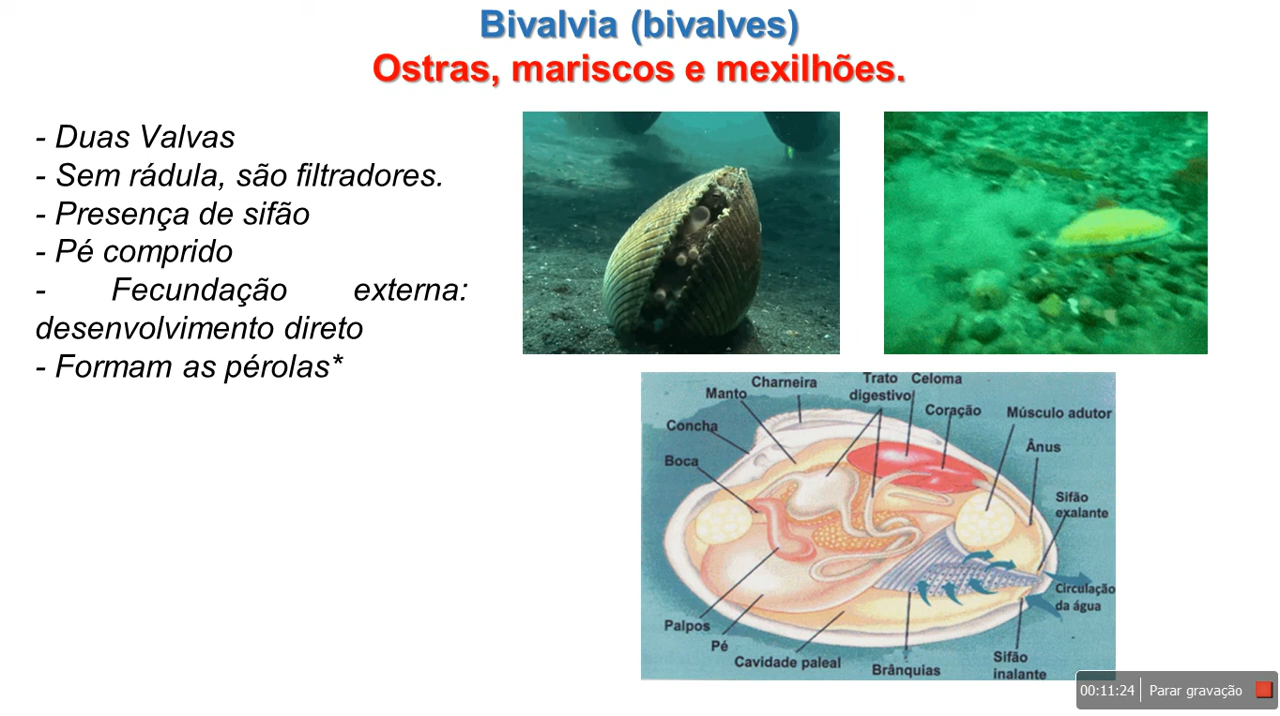 Bivalvia (bivalves)
Ostras, mariscos e mexilhões.
- Duas Valvas
- Sem rádula, são filtradores.
- Presença de sifão
- Pé comprido
- Fecundação externa:
desenvolvimento direto
- Formam as pérolas*
Charneira
Trato
digestivo
Celoma
Manto
Coração
Músculo adutor
Concha
Ânus
Boca
Sifão
exalante
Circulação
da água
Palpos
Pé
Cavidade paleal
Brânquias
Sifão
inalante
00:11:24 Parar gravação